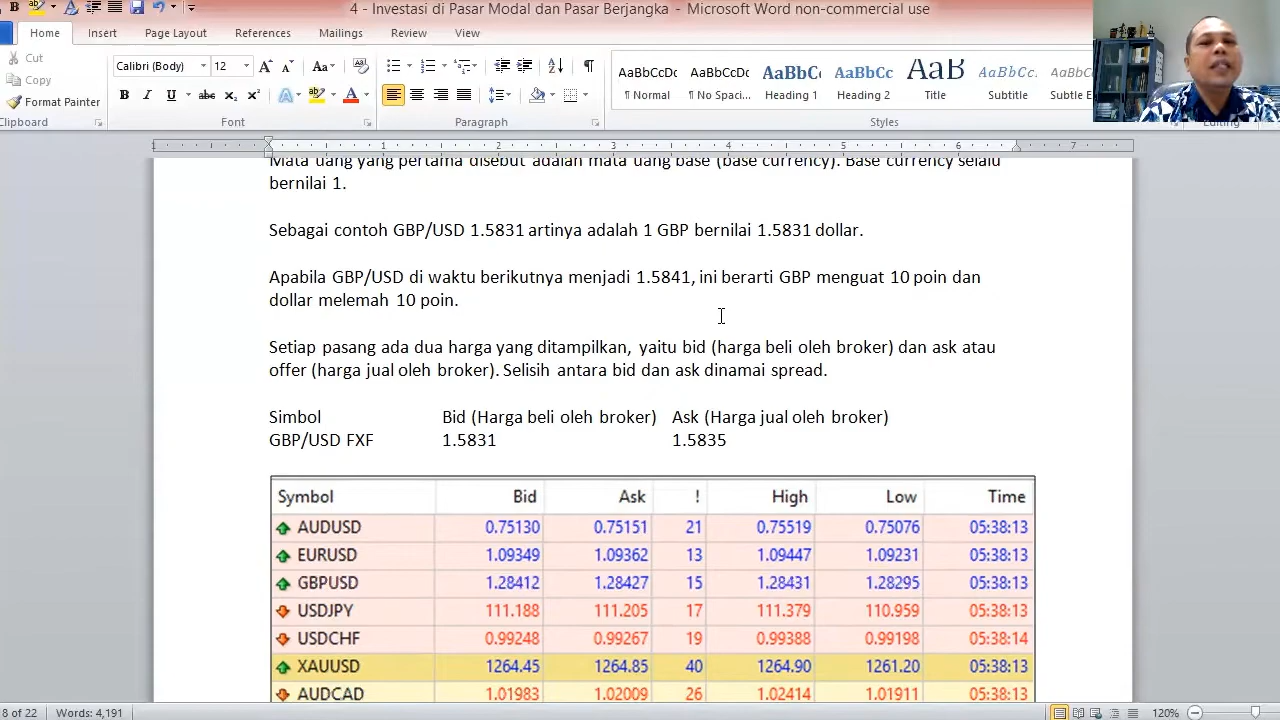 4 - Investasi di Pasar Modal dan Pasar Berjangka - Microsoft Word non-commercial use
Home Insert Page Layout References Mailings Review View
Cut
Copy
Format Painter
Clipboard
Calibri (Body) 12
Font
Paragraph
AaBbCcDc AaBbCcDc AaBbC AaBbCc AaB AaBbCcL
¶ Normal ¶ No Spaci... Heading 1 Heading 2 Title Subtitle Subtle E
Styles
Editing
1 1 2 3 4 5 6 7
Mata uang yang pertama disebut adalah mata uang base (base currency). Base currency selalu
bernilai 1.
Sebagai contoh GBP/USD 1.5831 artinya adalah 1 GBP bernilai 1.5831 dollar.
Apabila GBP/USD di waktu berikutnya menjadi 1.5841, ini berarti GBP menguat 10 poin dan
dollar melemah 10 poin.
Setiap pasang ada dua harga yang ditampilkan, yaitu bid (harga beli oleh broker) dan ask atau
offer (harga jual oleh broker). Selisih antara bid dan ask dinamai spread.
Simbol Bid (Harga beli oleh broker) Ask (Harga jual oleh broker)
GBP/USD FXF 1.5831 1.5835
Symbol Bid Ask ! High Low Time
AUDUSD 0.75130 0.75151 21 0.75519 0.75076 05:38:13
EURUSD 1.09349 1.09362 13 1.09447 1.09231 05:38:13
GBPUSD 1.28412 1.28427 15 1.28431 1.28295 05:38:13
USDJPY 111.188 111.205 17 111.379 110.959 05:38:13
USDCHF 0.99248 0.99267 19 0.99388 0.99198 05:38:14
XAUUSD 1264.45 1264.85 40 1264.90 1261.20 05:38:13
AUDCAD 1.01983 1.02009 26 1.02414 1.01911 05:38:13
8 of 22 Words: 4,191 120%